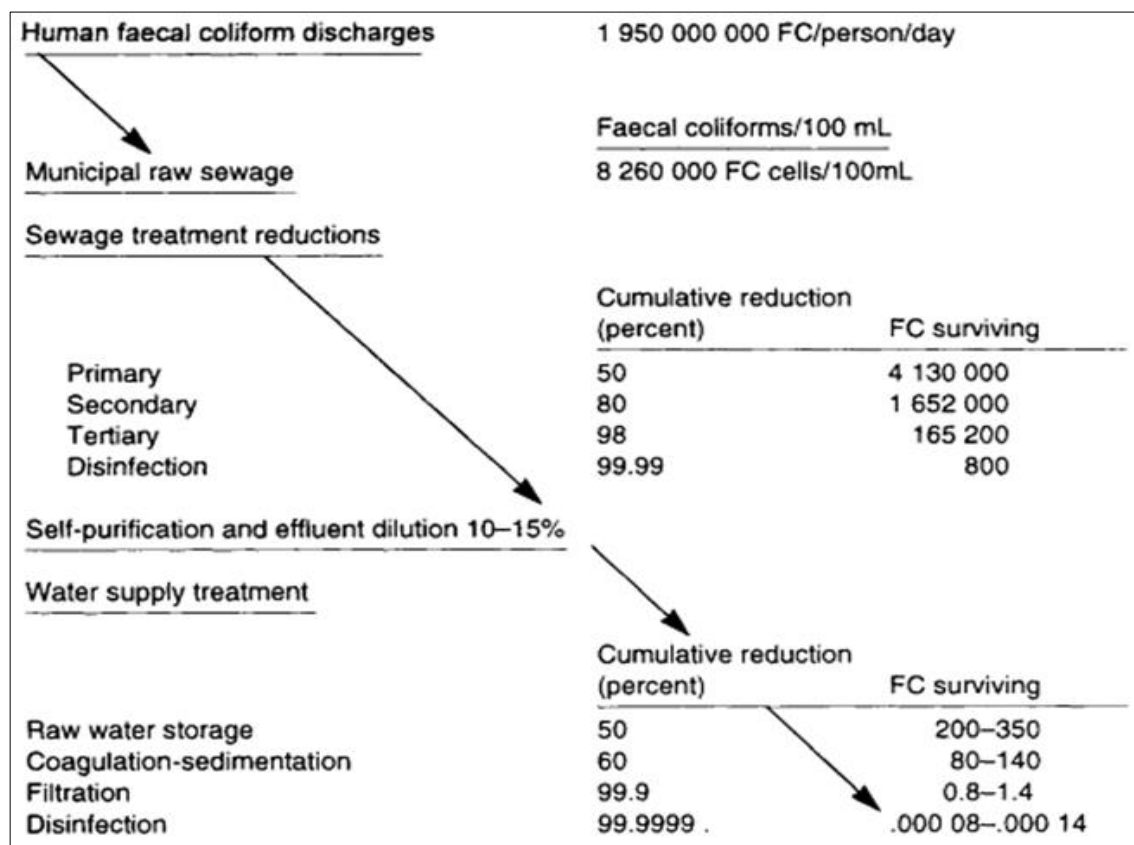 Human faecal coliform discharges 1 950 000 000 FC/person/day
Faecal coliforms/100 mL
Municipal raw sewage 8 260 000 FC cells/100mL
Sewage treatment reductions
Cumulative reduction
(percent) FC surviving
Primary 50 4 130 000
Secondary 80 1 652 000
Tertiary 98 165 200
Disinfection 99.99 800
Self-purification and effluent dilution 10–15%
Water supply treatment
Cumulative reduction
(percent) FC surviving
Raw water storage 50 200–350
Coagulation-sedimentation 60 80–140
Filtration 99.9 0.8–1.4
Disinfection 99.9999 . .000 08–.000 14